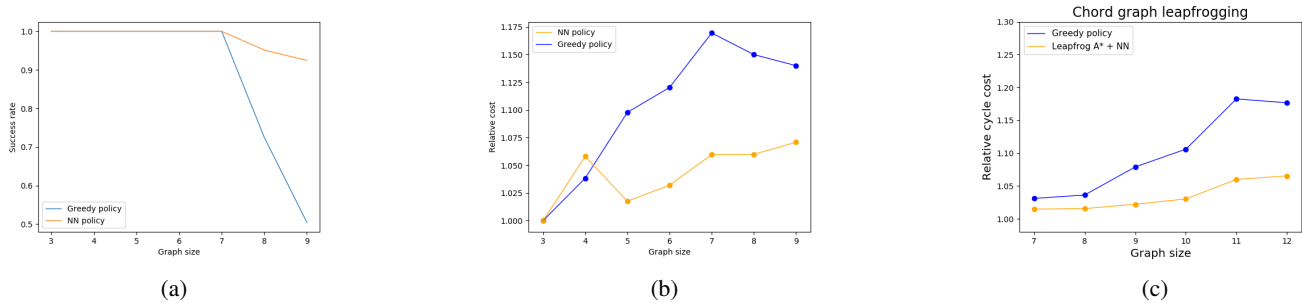 1.0
0.9
0.8
0.7
0.6
0.5
Success rate
Greedy policy
NN policy
3 4 5 6 7 8 9
Graph size
(a)
1.175
1.150
1.125
1.100
1.075
1.050
1.025
1.000
Relative cost
NN policy
Greedy policy
3 4 5 6 7 8 9
Graph size
(b)
Chord graph leapfrogging
1.30
1.25
1.20
1.15
1.10
1.05
1.00
Relative cycle cost
Greedy policy
Leapfrog A* + NN
7 8 9 10 11 12
Graph size
(c)